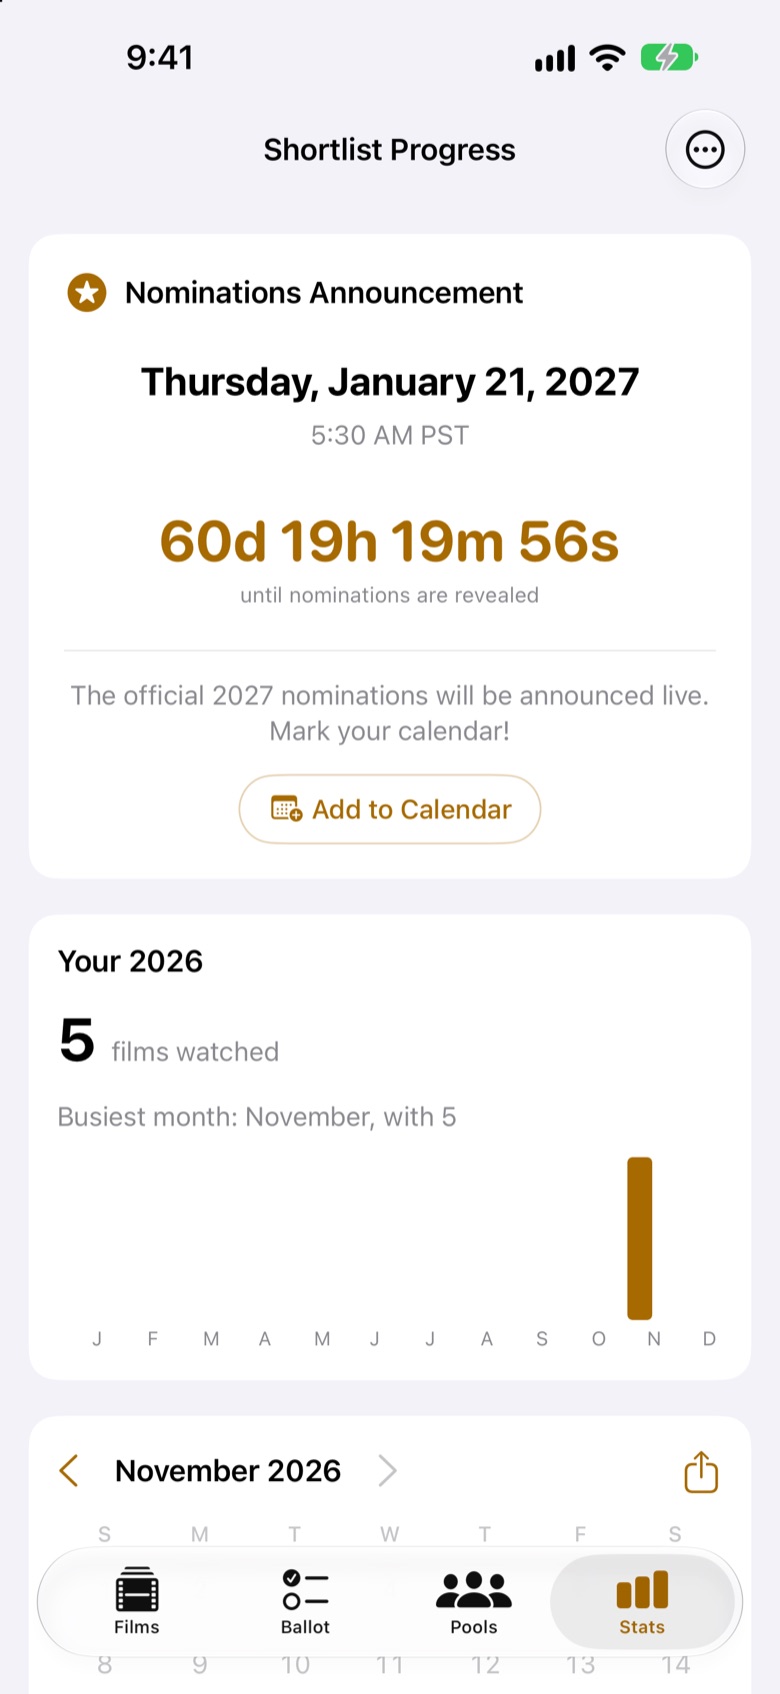 9:41
Shortlist Progress
Nominations Announcement
Thursday, January 21, 2027
5:30 AM PST
60d 19h 19m 56s
until nominations are revealed
The official 2027 nominations will be announced live.
Mark your calendar!
Add to Calendar
Your 2026
5 films watched
Busiest month: November, with 5
J F M A M J J A S O N D
November 2026
S M T W T F S
Films Ballot Pools Stats
8 9 10 11 12 13 14